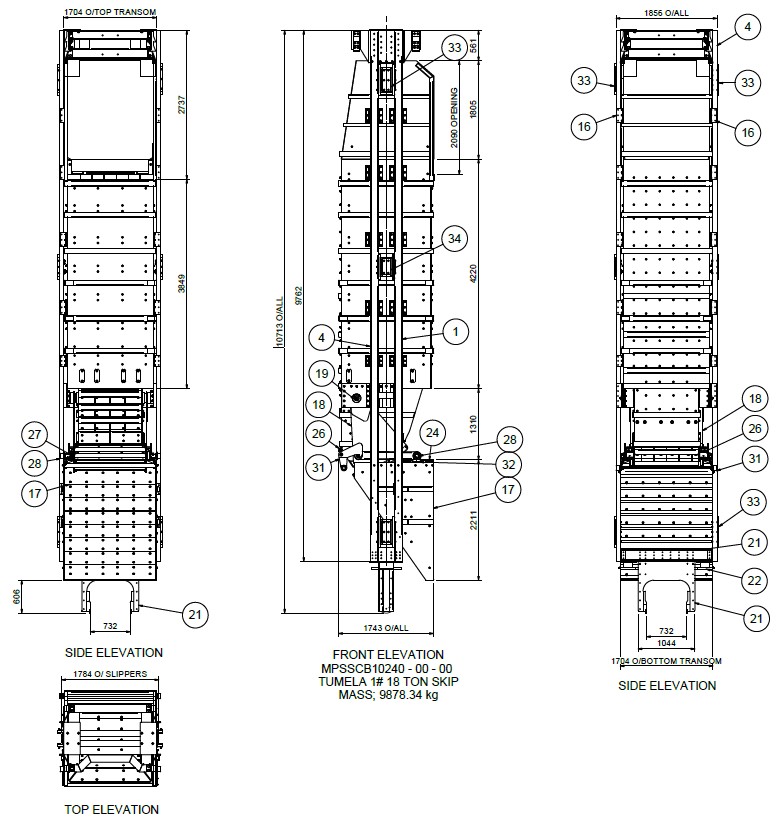 1704 O/TOP TRANSOM
2737
3849
27
28
17
606
732
21
SIDE ELEVATION
1784 O/ SLIPPERS
TOP ELEVATION
10713 O/ALL
9762
561
33
2090 OPENING
1805
34
4220
4
1
19
18
26
31
24
28
32
17
1310
2211
1743 O/ALL
FRONT ELEVATION
MPSSCB10240 - 00 - 00
TUMELA 1# 18 TON SKIP
MASS; 9878.34 kg
1856 O/ALL
4
33
33
16
16
18
26
31
33
21
22
21
732
1044
1704 O/BOTTOM TRANSOM
SIDE ELEVATION